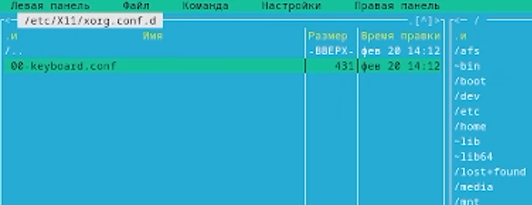 Левая панель Файл Команда Настройки Правая панель
<- /etc/X11/xorg.conf.d .[^]> <- /
.и Имя Размер Время правки .и
/.. -ВВЕРХ- фев 20 14:12 /afs
00-keyboard.conf 431 фев 20 14:12 ~bin
/boot
/dev
/etc
/home
~lib
~lib64
/lost+found
/media
/mnt